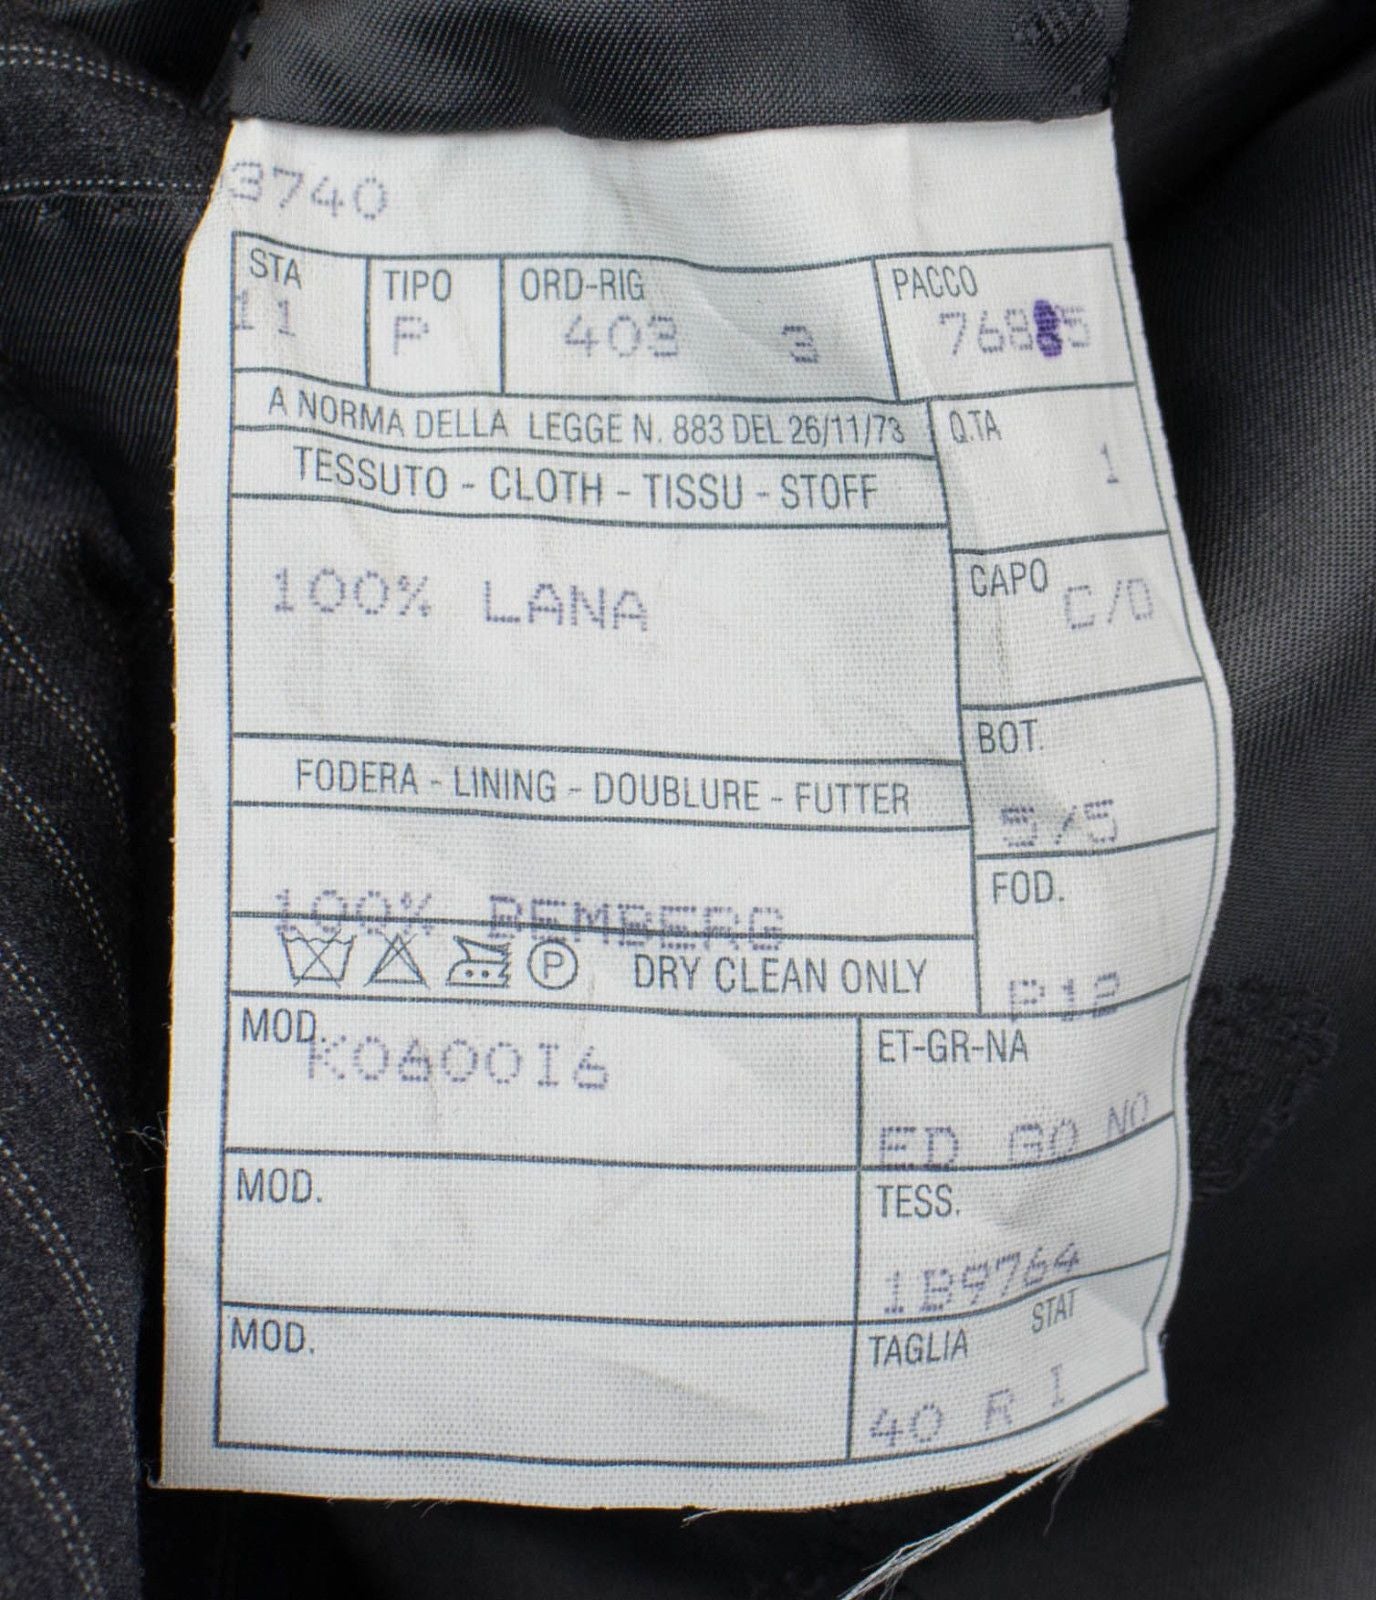 3740
STA TIPO ORD-RIG PACCO
11 P 403 3
A NORMA DELLA LEGGE N. 883 DEL 26/11/73 Q.TA
1
TESSUTO - CLOTH - TISSU - STOFF
100% LANA
CAPO C/D
BOT.
5/5
FODERA - LINING - DOUBLURE - FUTTER
100% BEMBERG
FOD.
P12
P DRY CLEAN ONLY
MOD. K0600I6
ET-GR-NA
ED GO NO
MOD.
TESS.
1B9764
MOD.
TAGLIA STAT
40 R I